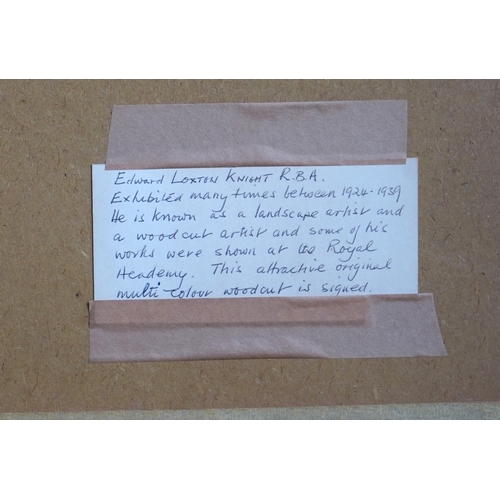 Edward LOXTON KNIGHT R.B.A.
Exhibited many times between 1924-1939
He is known as a landscape artist and
a woodcut artist and some of his
works were shown at the Royal
Academy. This attractive original
multi-colour woodcut is signed.